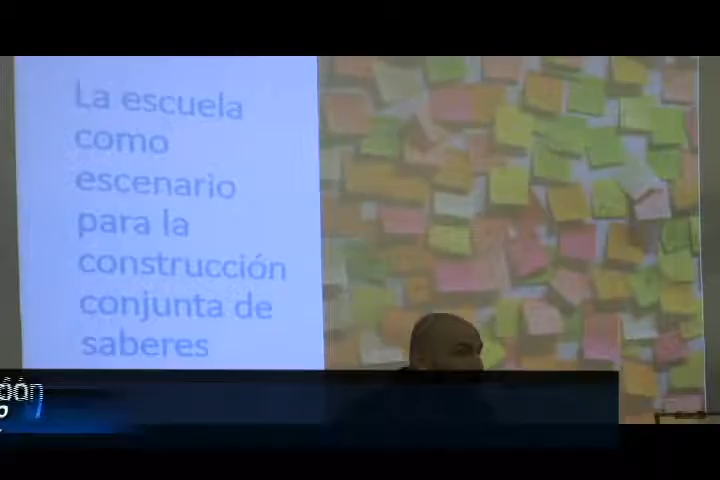 La escuela
como
escenario
para la
construcción
conjunta de
saberes